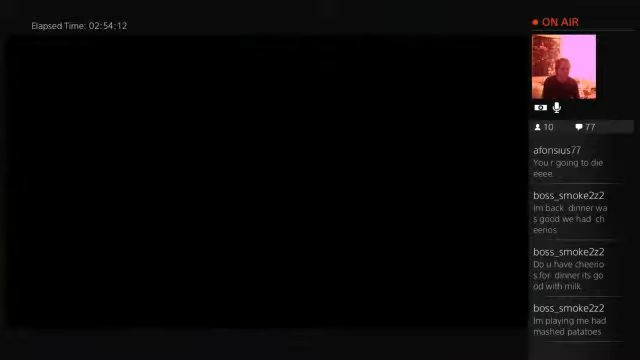 Elapsed Time: 02:54:12
ON AIR
10
77
afonsius77
You r going to die
eeee.
boss_smoke2z2
Im back dinner wa
s good we had ch
eerios
boss_smoke2z2
Do u have cheerio
s.for dinner its go
od with milk.
boss_smoke2z2
Im playing me had
mashed patatoes